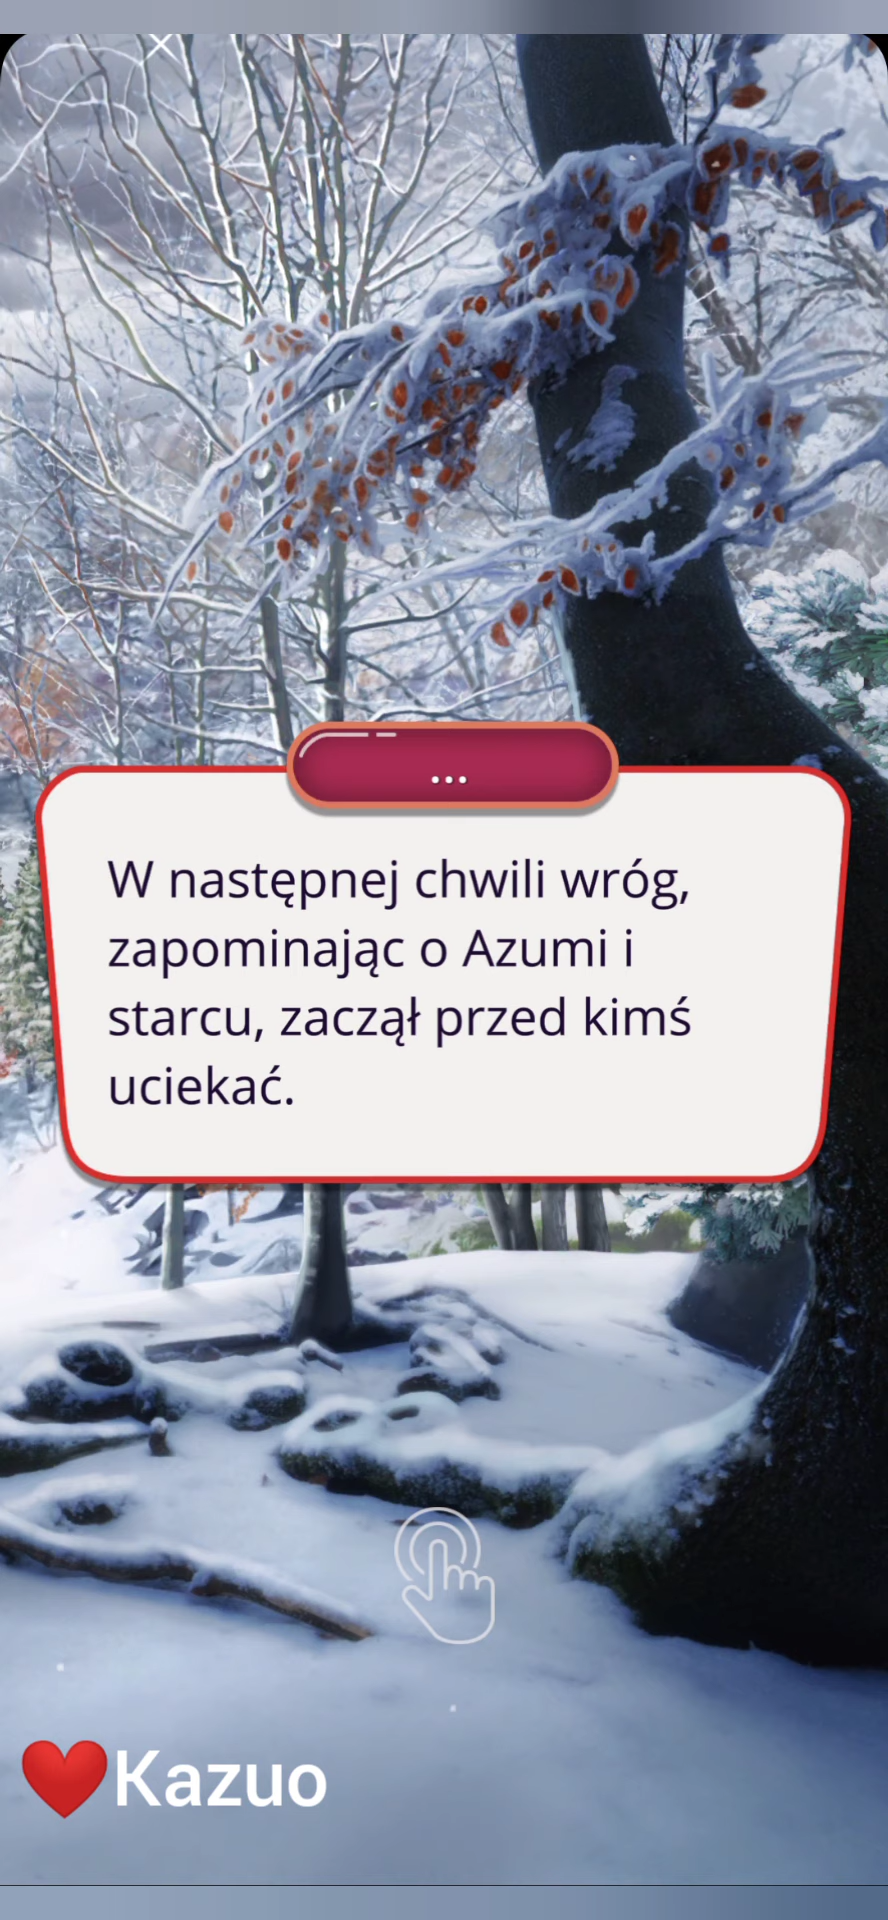 ...
W następnej chwili wróg,
zapominając o Azumi i
starcu, zaczął przed kimś
uciekać.
❤️Kazuo